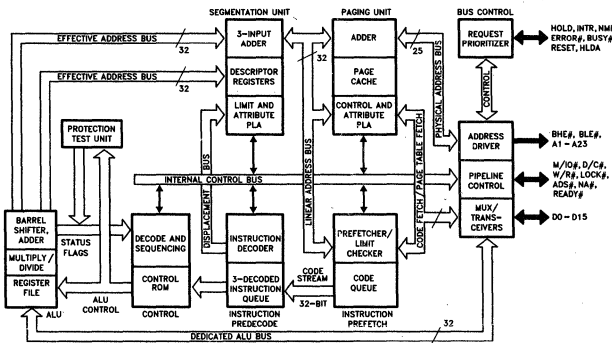 SEGMENTATION UNIT
PAGING UNIT
BUS CONTROL
EFFECTIVE ADDRESS BUS
32
EFFECTIVE ADDRESS BUS
32
3-INPUT
ADDER
DESCRIPTOR
REGISTERS
LIMIT AND
ATTRIBUTE
PLA
32
ADDER
PAGE
CACHE
CONTROL AND
ATTRIBUTE
PLA
25
PHYSICAL ADDRESS BUS
REQUEST
PRIORITIZER
HOLD, INTR, NMI
ERROR#, BUSY#
RESET, HLDA
CONTROL
ADDRESS
DRIVER
BHE#, BLE#,
A1 - A23
PIPELINE
CONTROL
M/IO#, D/C#,
W/R#, LOCK#,
ADS#, NA#,
READY#
MUX/
TRANS-
CEIVERS
D0 - D15
PROTECTION
TEST UNIT
INTERNAL CONTROL BUS
DISPLACEMENT BUS
LINEAR ADDRESS BUS
CODE FETCH / PAGE TABLE FETCH
BARREL
SHIFTER,
ADDER
MULTIPLY/
DIVIDE
REGISTER
FILE
ALU
STATUS
FLAGS
ALU
CONTROL
DECODE AND
SEQUENCING
CONTROL
ROM
CONTROL
INSTRUCTION
DECODER
3-DECODED
INSTRUCTION
QUEUE
INSTRUCTION
PREDECODE
CODE
STREAM
32-BIT
PREFETCHER/
LIMIT
CHECKER
CODE
QUEUE
INSTRUCTION
PREFETCH
DEDICATED ALU BUS
32